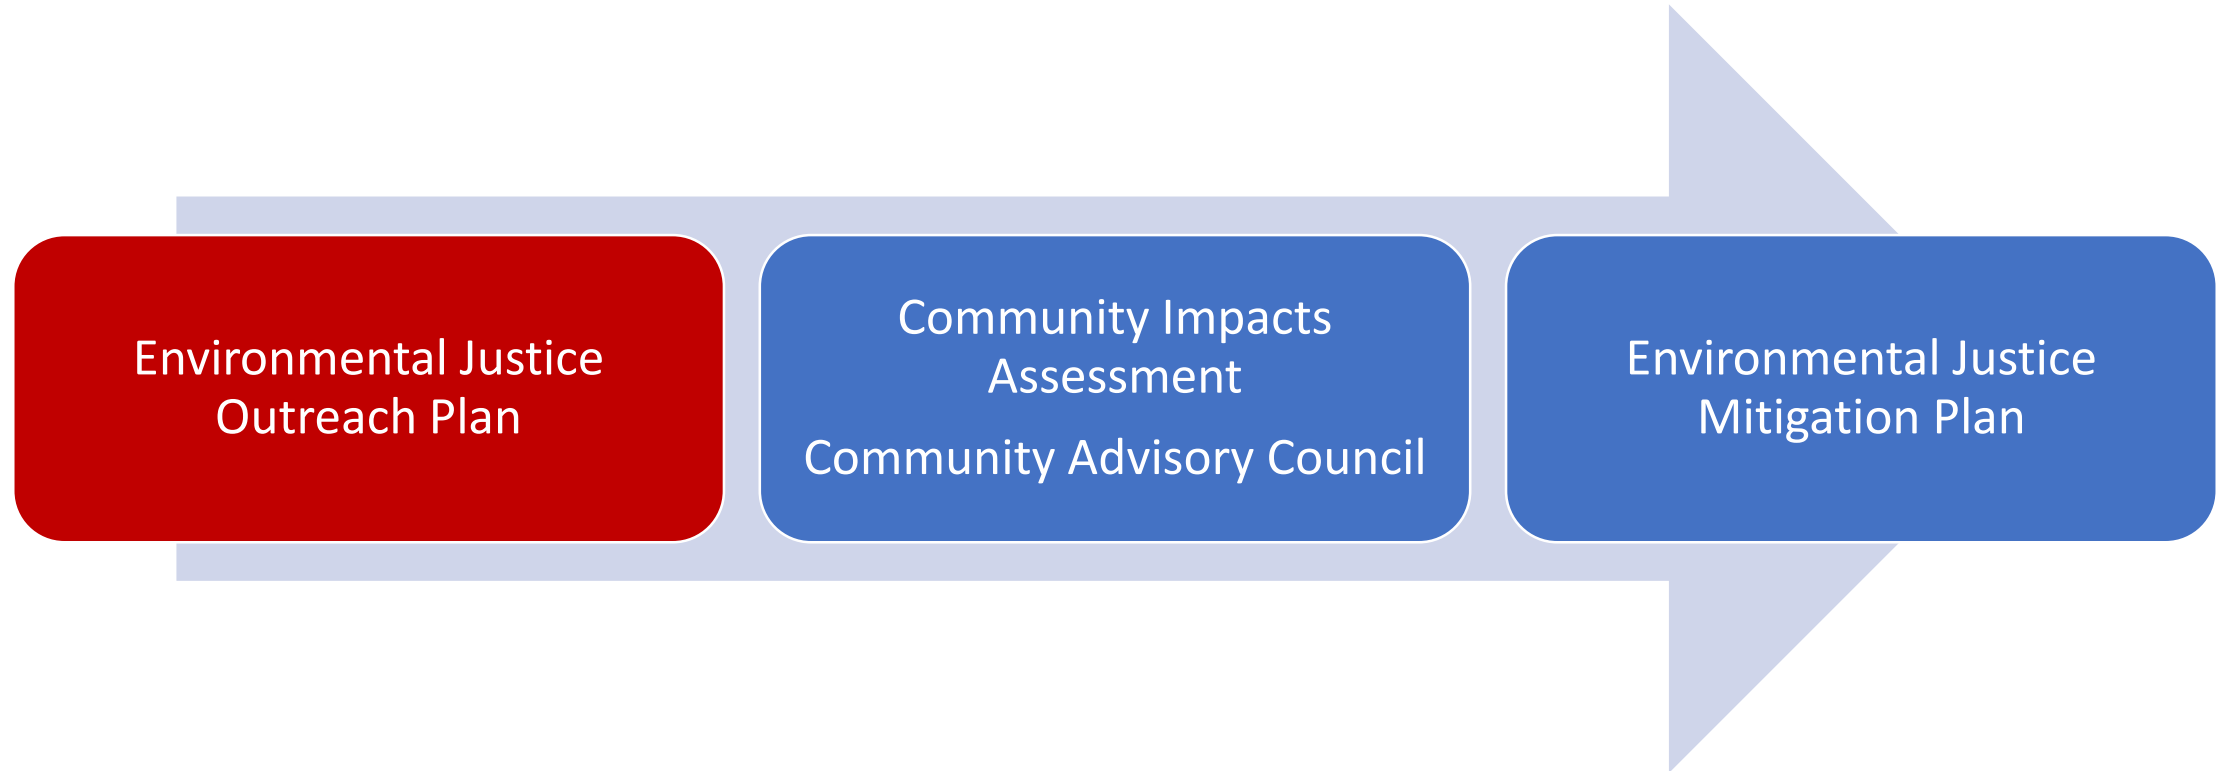 Environmental Justice
Outreach Plan
Community Impacts
Assessment
Community Advisory Council
Environmental Justice
Mitigation Plan